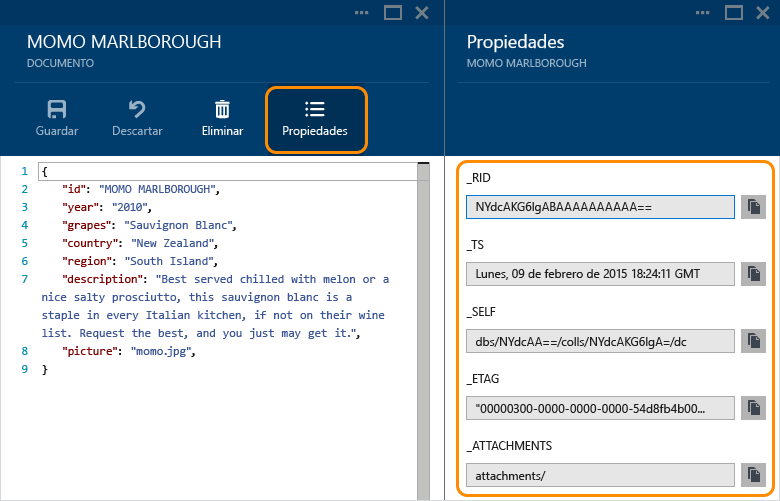 MOMO MARLBOROUGH
DOCUMENTO
Guardar
Descartar
Eliminar
Propiedades
1 {
2 "id": "MOMO MARLBOROUGH",
3 "year": "2010",
4 "grapes": "Sauvignon Blanc",
5 "country": "New Zealand",
6 "region": "South Island",
7 "description": "Best served chilled with melon or a
nice salty prosciutto, this sauvignon blanc is a
staple in every Italian kitchen, if not on their wine
list. Request the best, and you just may get it.",
8 "picture": "momo.jpg",
9 }
Propiedades
MOMO MARLBOROUGH
_RID
NYdcAKG6IgABAAAAAAAAAA==
_TS
Lunes, 09 de febrero de 2015 18:24:11 GMT
_SELF
dbs/NYdcAA==/colls/NYdcAKG6IgA=/dc
_ETAG
"00000300-0000-0000-0000-54d8fb4b00...
_ATTACHMENTS
attachments/